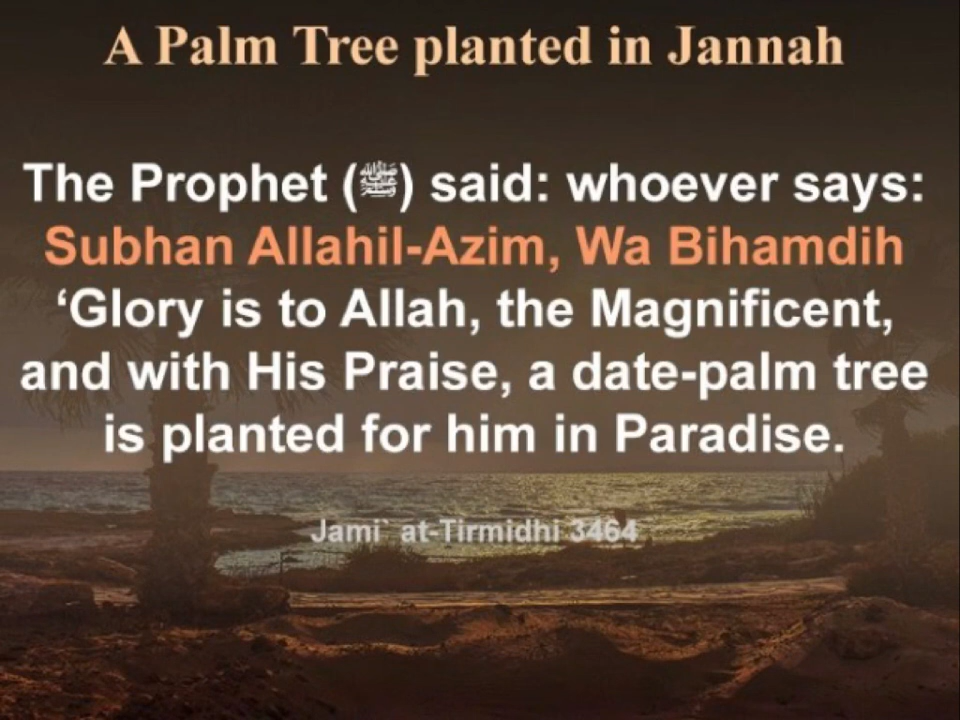 A Palm Tree planted in Jannah
The Prophet (ﷺ) said: whoever says:
Subhan Allahil-Azim, Wa Bihamdih
‘Glory is to Allah, the Magnificent,
and with His Praise, a date-palm tree
is planted for him in Paradise.
Jami` at-Tirmidhi 3464